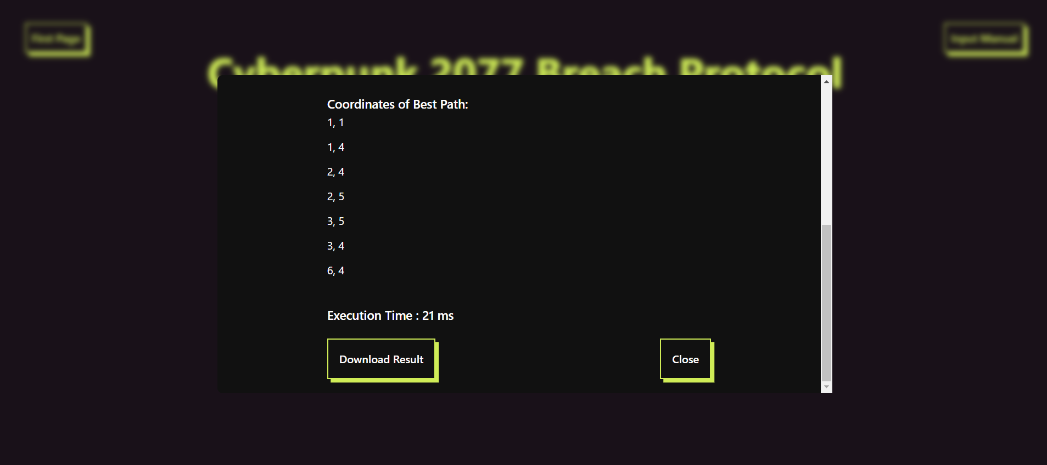 First Page
Input Manual
Cyberpunk 2077 Breach Protocol
Coordinates of Best Path:
1, 1
1, 4
2, 4
2, 5
3, 5
3, 4
6, 4
Execution Time : 21 ms
Download Result
Close